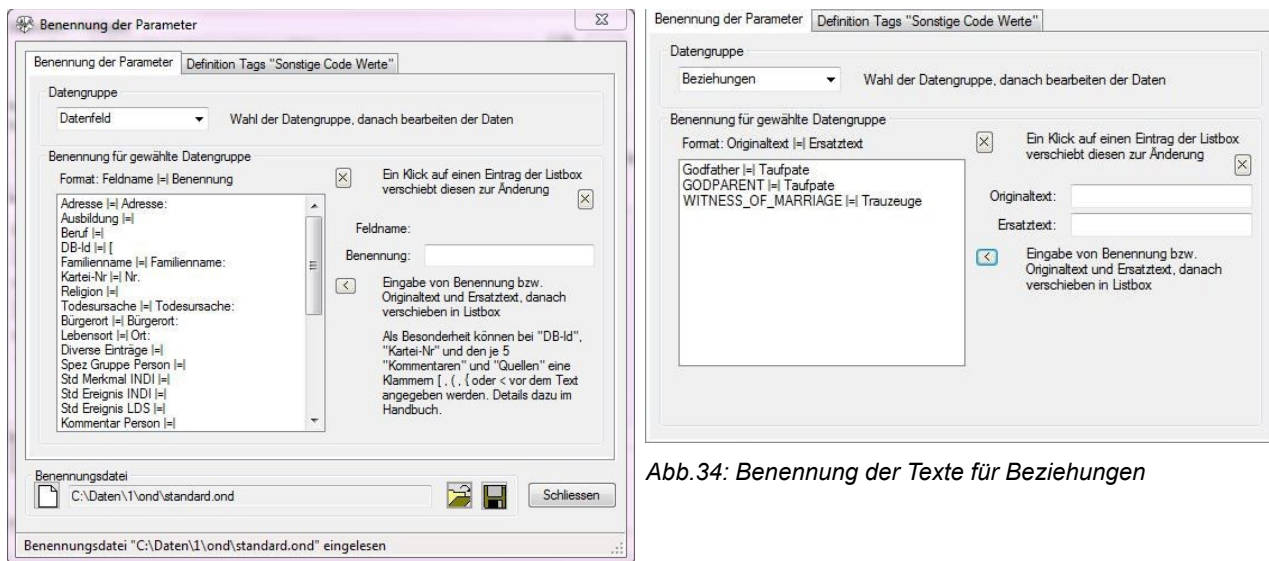 Benennung der Parameter
Benennung der Parameter
Definition Tags "Sonstige Code Werte"
Datengruppe
Datenfeld
Wahl der Datengruppe, danach bearbeiten der Daten
Benennung für gewählte Datengruppe
Format: Feldname |=| Benennung
Adresse |=| Adresse:
Ausbildung |=|
Beruf |=|
DB-Id |=| [
Familienname |=| Familienname:
Kartei-Nr |=| Nr.
Religion |=|
Todesursache |=| Todesursache:
Bürgerort |=| Bürgerort:
Lebensort |=| Ort:
Diverse Einträge |=|
Spez Gruppe Person |=|
Std Merkmal INDI |=|
Std Ereignis INDI |=|
Std Ereignis LDS |=|
Kommentar Person |=|
Ein Klick auf einen Eintrag der Listbox
verschiebt diesen zur Änderung
Feldname:
Benennung:
<
Eingabe von Benennung bzw.
Originaltext und Ersatztext, danach
verschieben in Listbox
Als Besonderheit können bei "DB-Id",
"Kartei-Nr" und den je 5
"Kommentaren" und "Quellen" eine
Klammern [ , ( , { oder < vor dem Text
angegeben werden. Details dazu im
Handbuch.
Benennungsdatei
C:\Daten\1\ond\standard.ond
Schliessen
Benennungsdatei "C:\Daten\1\ond\standard.ond" eingelesen
Benennung der Parameter
Definition Tags "Sonstige Code Werte"
Datengruppe
Beziehungen
Wahl der Datengruppe, danach bearbeiten der Daten
Benennung für gewählte Datengruppe
Format: Originaltext |=| Ersatztext
Godfather |=| Taufpate
GODPARENT |=| Taufpate
WITNESS_OF_MARRIAGE |=| Trauzeuge
Ein Klick auf einen Eintrag der Listbox
verschiebt diesen zur Änderung
Originaltext:
Ersatztext:
<
Eingabe von Benennung bzw.
Originaltext und Ersatztext, danach
verschieben in Listbox
Abb.34: Benennung der Texte für Beziehungen